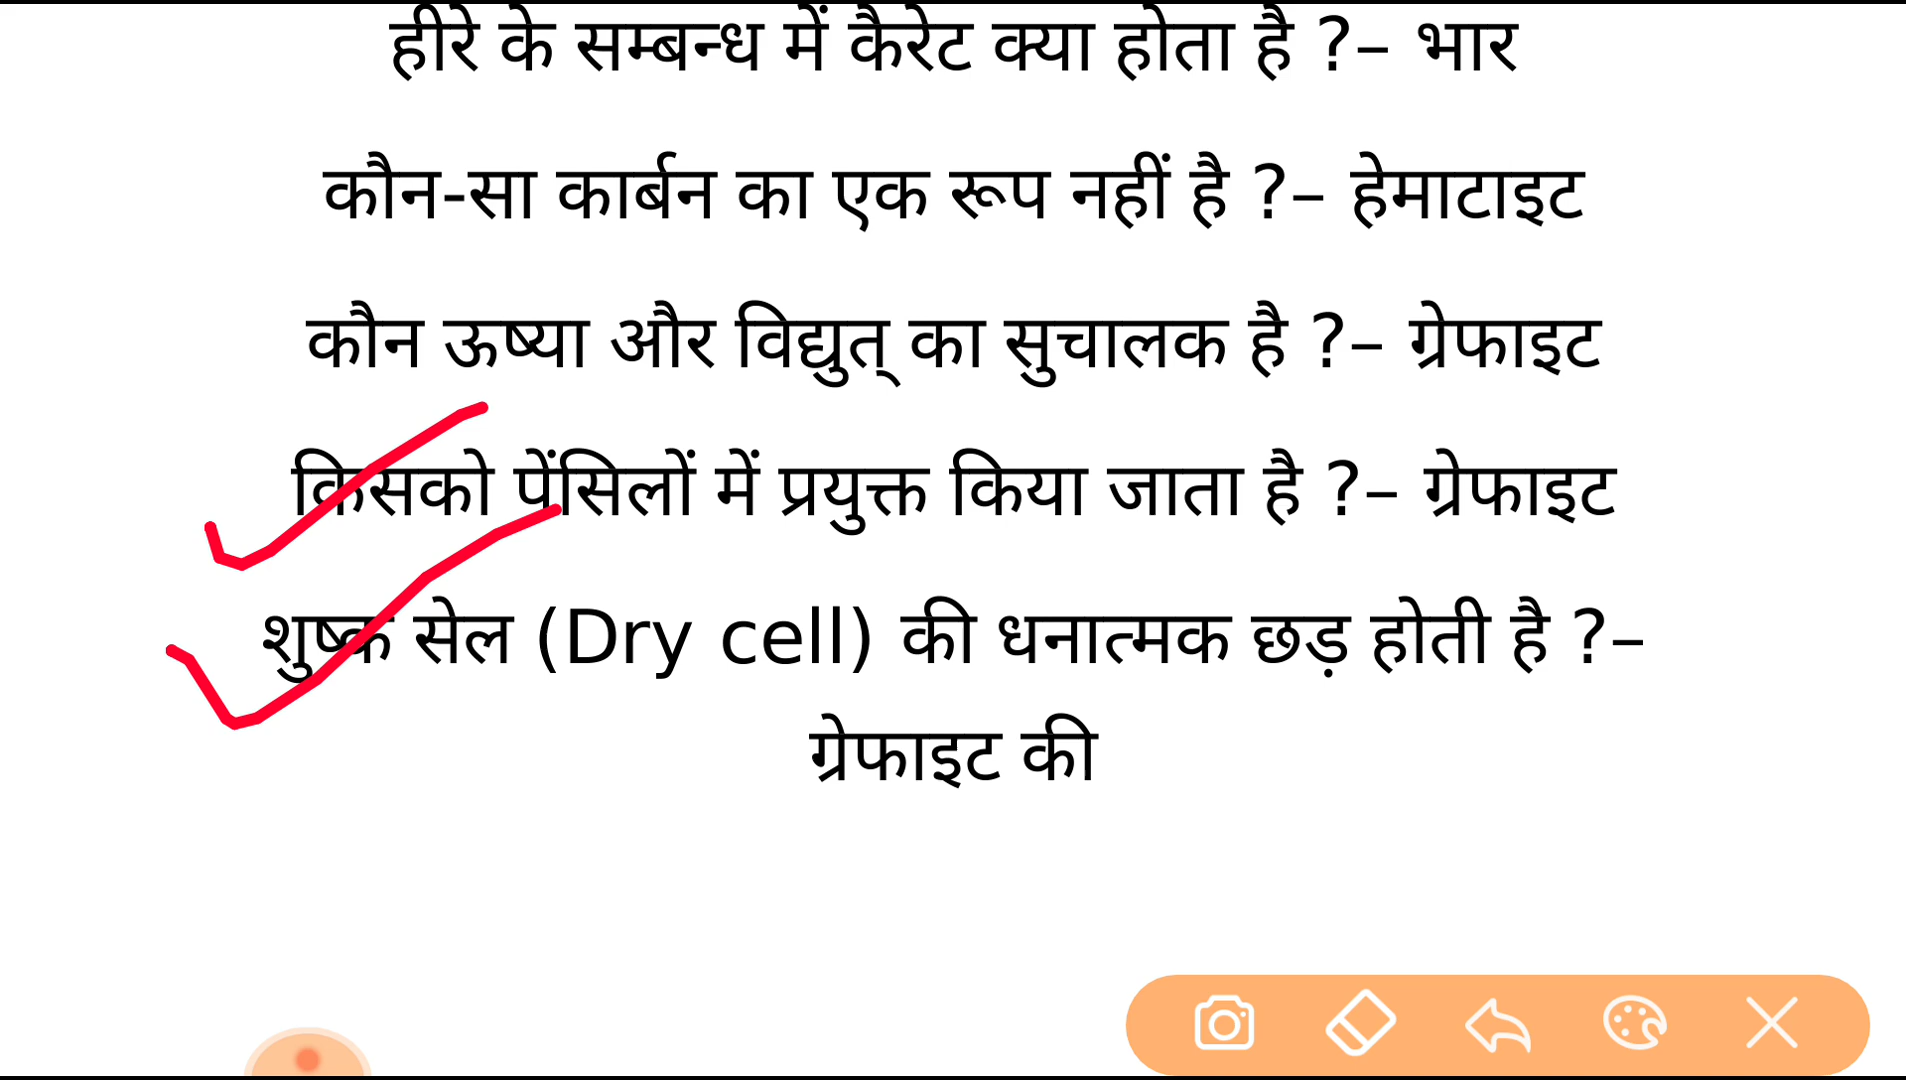 हीरे के सम्बन्ध में कैरेट क्या होता है ?– भार
कौन-सा कार्बन का एक रूप नहीं है ?– हेमाटाइट
कौन ऊष्या और विद्युत् का सुचालक है ?– ग्रेफाइट
किसको पेंसिलों में प्रयुक्त किया जाता है ?– ग्रेफाइट
शुष्क सेल (Dry cell) की धनात्मक छड़ होती है ?–
ग्रेफाइट की